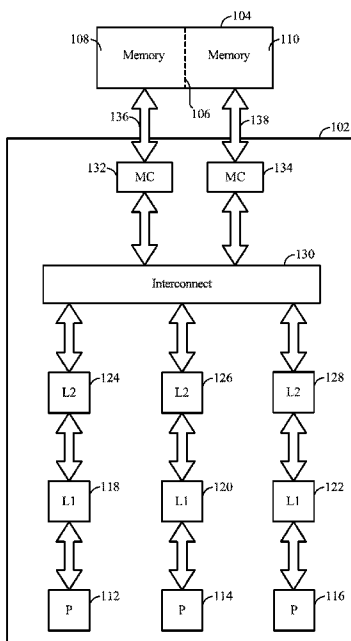 104
108 Memory Memory 110
136 106 138
102
132 MC MC 134
130
Interconnect
L2 124 L2 126 L2 128
L1 118 L1 120 L1 122
P 112 P 114 P 116